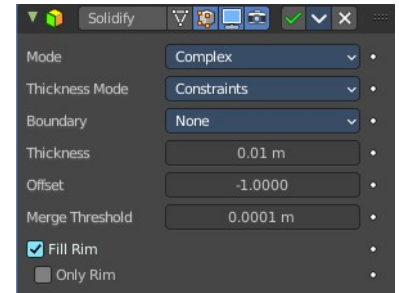 Solidify
Mode Complex
Thickness Mode Constraints
Boundary None
Thickness 0.01 m
Offset -1.0000
Merge Threshold 0.0001 m
Fill Rim
Only Rim